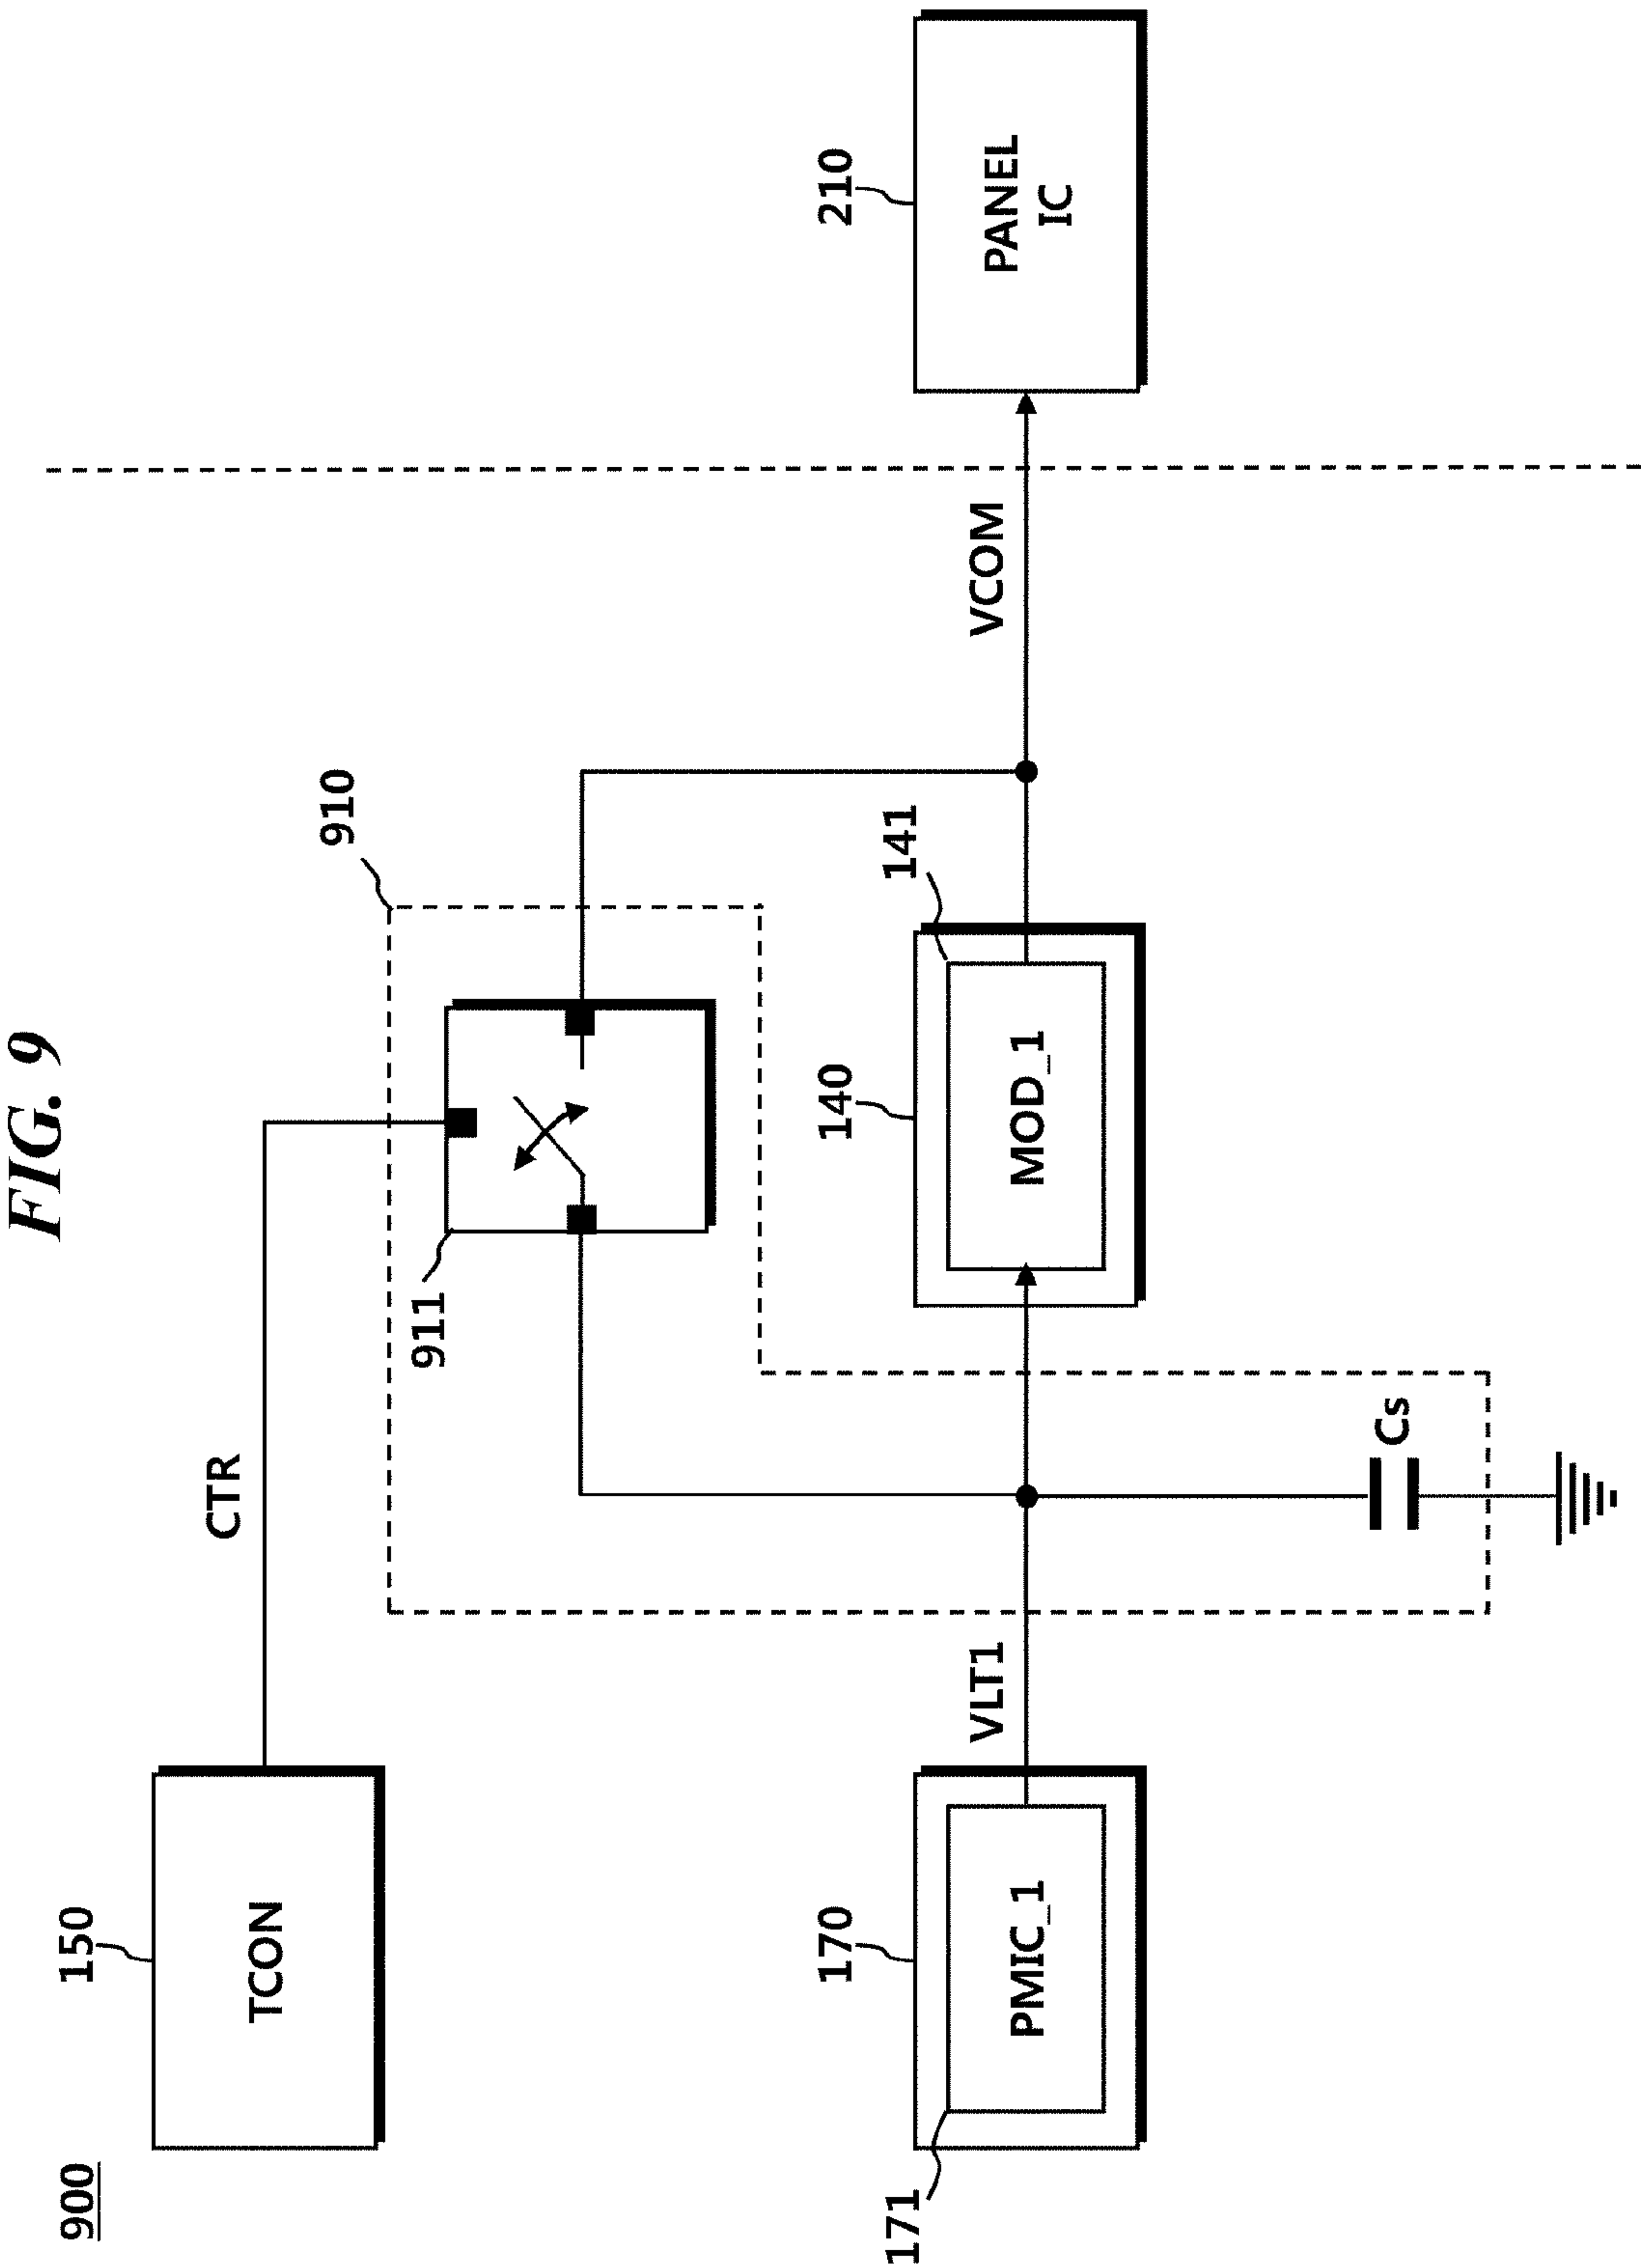 FIG. 9
900
150
TCON
CTR
910
911
170
171
PMIC_1
VLT1
Cs
140
141
MOD_1
VCOM
210
PANEL
IC